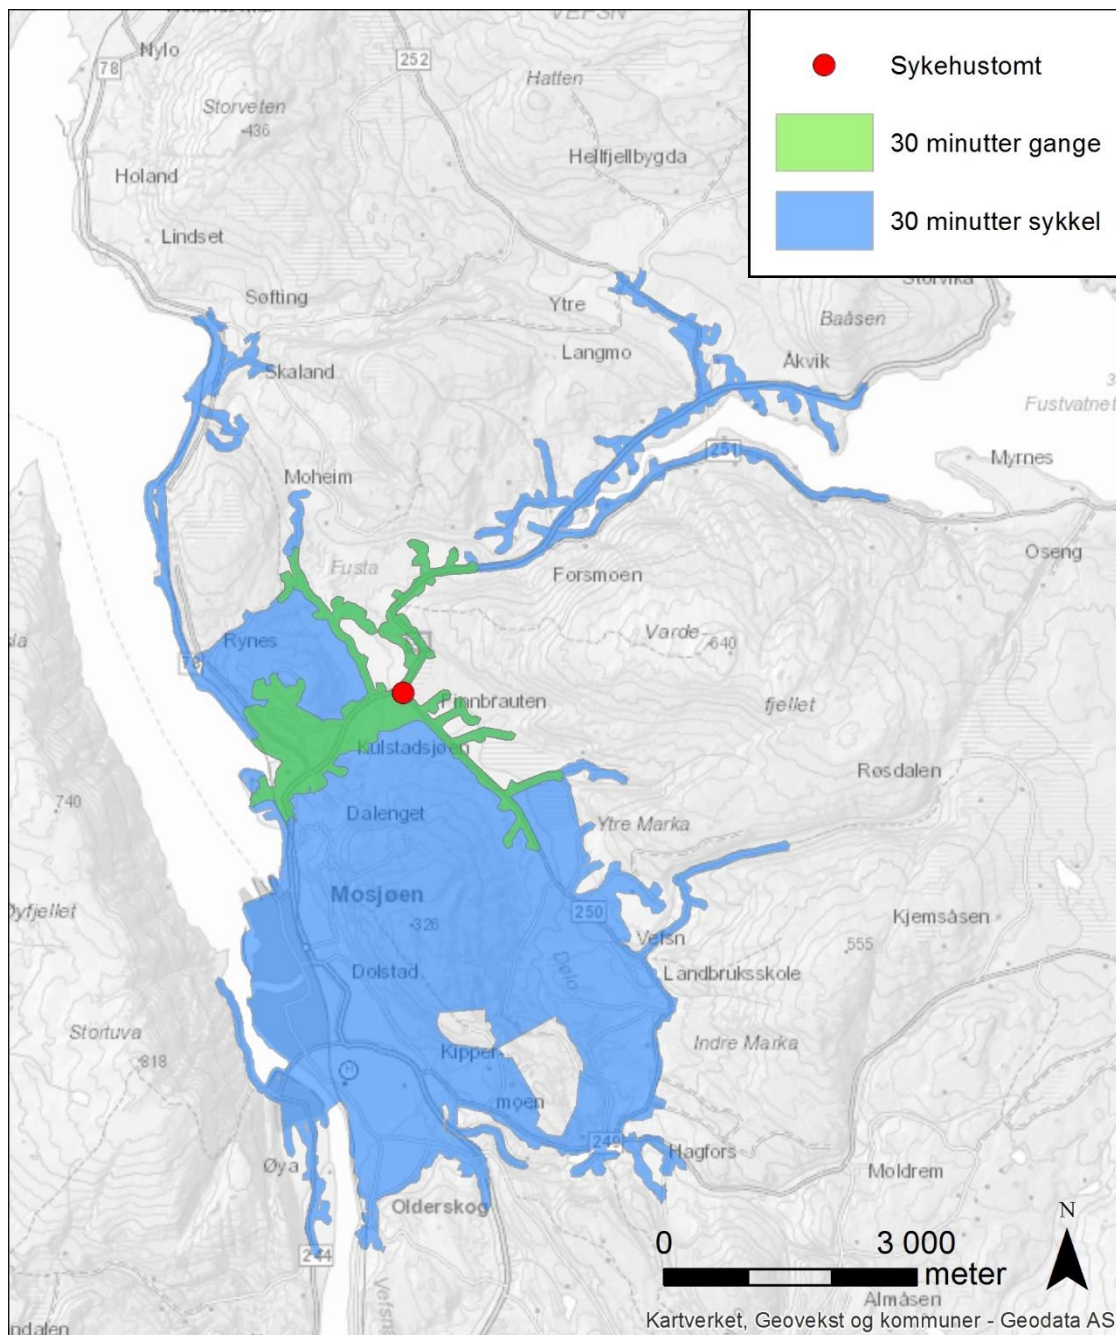 VEFSN
Nylo
78
252
Sykehustomt
Hatten
Storveten
436
30 minutter gange
Hellfjellbygda
Holand
30 minutter sykkel
Lindset
Storvika
Søfting
Ytre
Baåsen
Langmo
Åkvik
Skaland
Fustvatnet
251
Myrnes
Moheim
Oseng
Fusta
Forsmoen
Varde-
640
Rynes
78
Finnbrauten
fjellet
Kulstadsjøen
Røsdalen
740
Dalenget
Ytre Marka
Mosjøen
250
Kjemsåsen
326
Vefsn
555
Dolstad
Dølo
Landbruksskole
Stortuva
Indre Marka
818
Kipper-
H
moen
249
Hagfors
Øya
Moldrem
Olderskog
N
0 3 000
244
meter
Almåsen
Kartverket, Geovekst og kommuner - Geodata AS